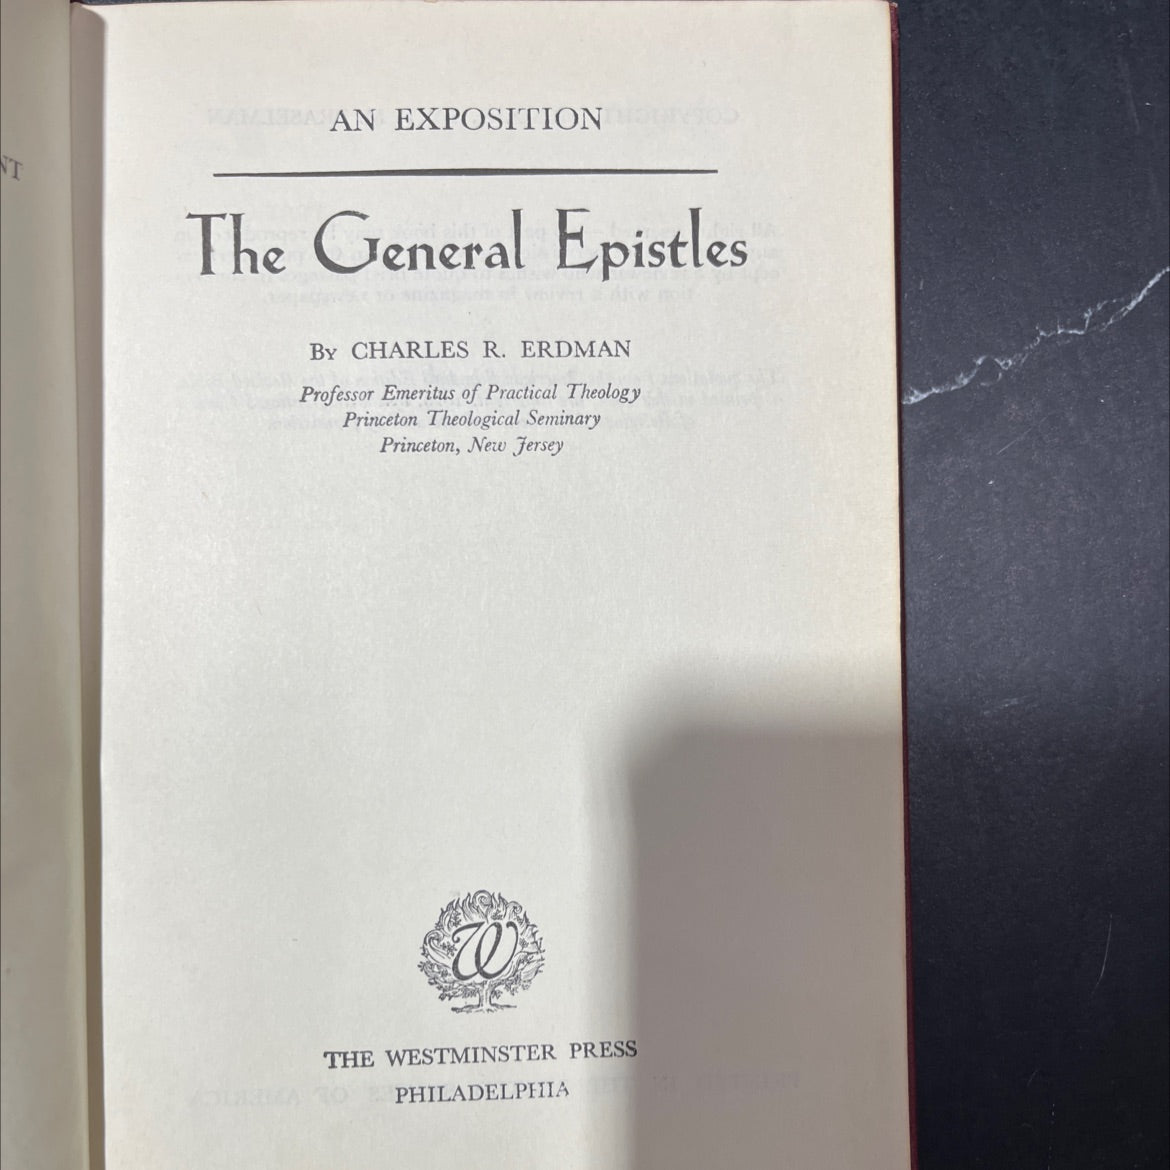 NT
AN EXPOSITION
The General Epistles
By CHARLES R. ERDMAN
Professor Emeritus of Practical Theology
Princeton Theological Seminary
Princeton, New Jersey
W
THE WESTMINSTER PRESS
PHILADELPHIA